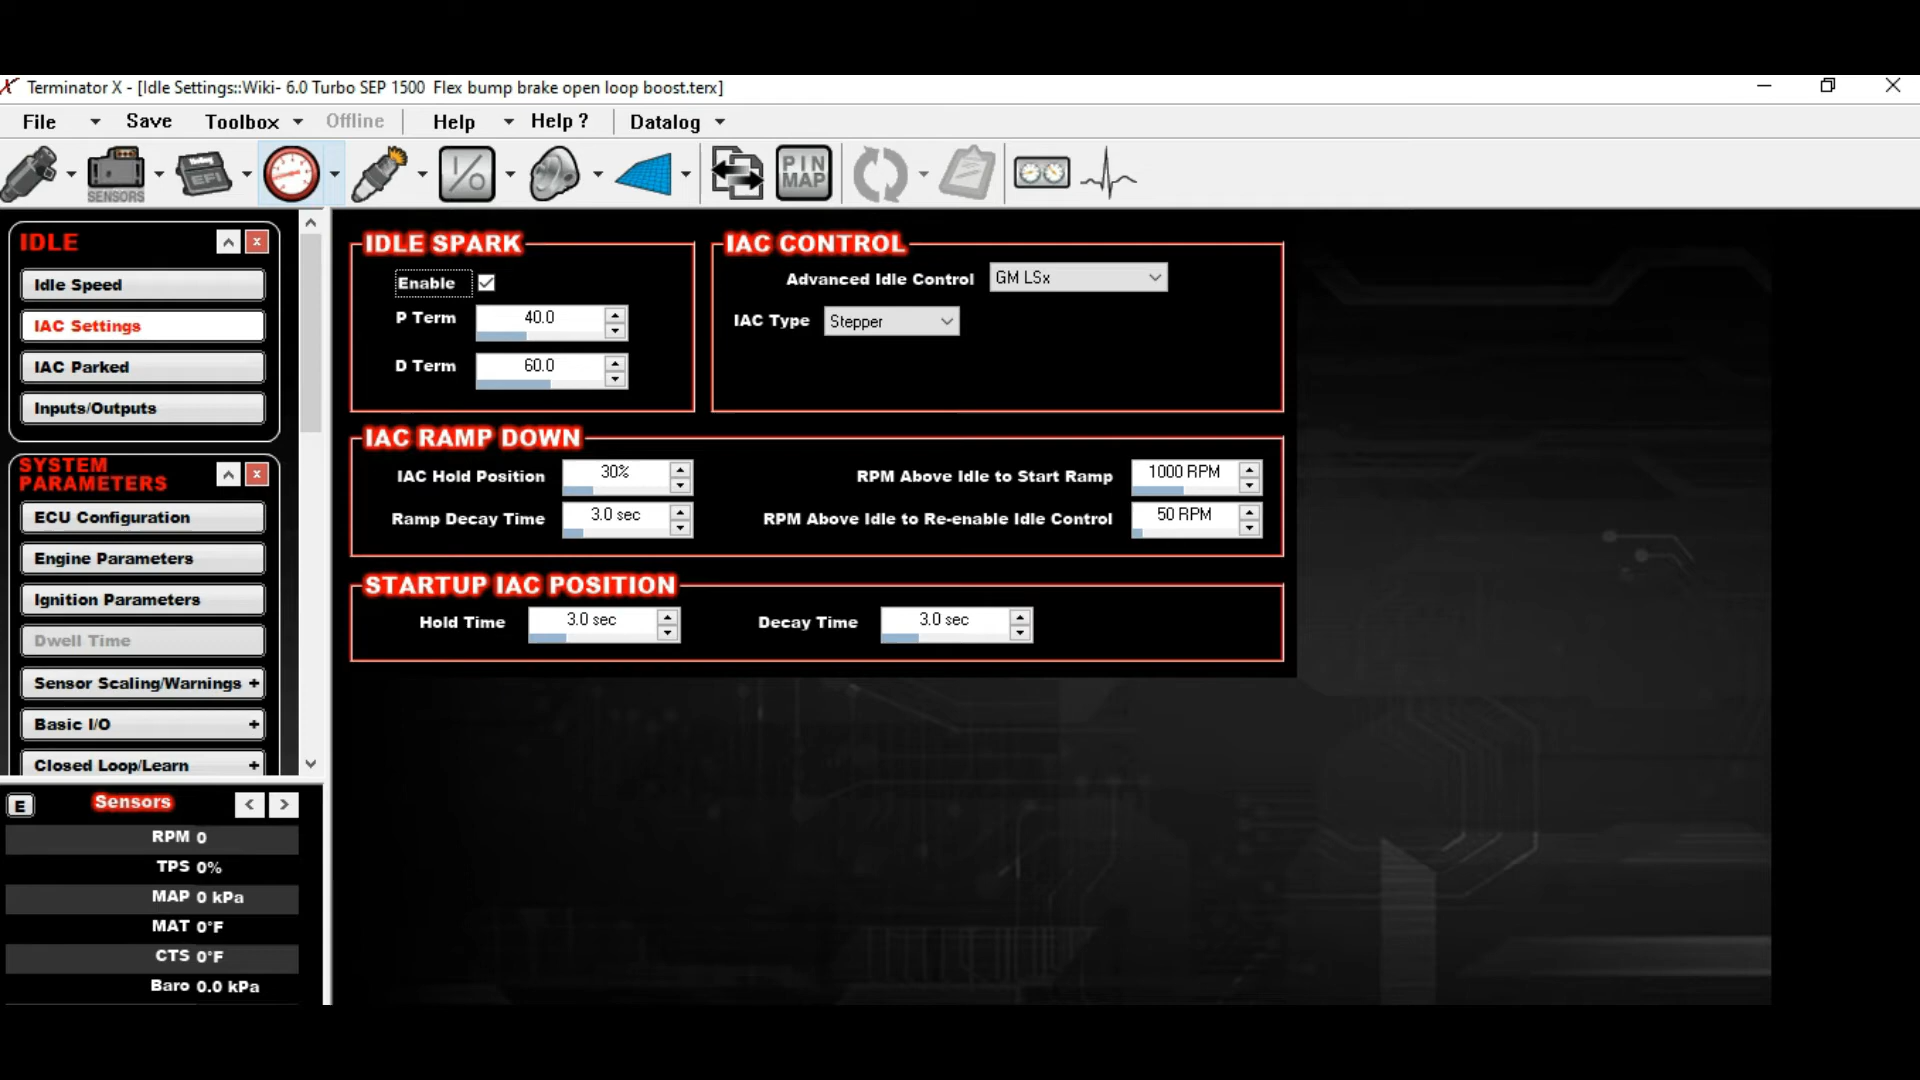 Terminator X - [Idle Settings::Wiki- 6.0 Turbo SEP 1500  Flex bump brake open loop boost.terx]
File Save Toolbox Offline Help Help ? Datalog
SENSORS Holley EFI I/O PIN MAP
IDLE
Idle Speed
IAC Settings
IAC Parked
Inputs/Outputs
SYSTEM
PARAMETERS
ECU Configuration
Engine Parameters
Ignition Parameters
Dwell Time
Sensor Scaling/Warnings +
Basic I/O +
Closed Loop/Learn +
E Sensors < >
RPM 0
TPS 0%
MAP 0 kPa
MAT 0°F
CTS 0°F
Baro 0.0 kPa
IDLE SPARK
Enable
P Term 40.0
D Term 60.0
IAC CONTROL
Advanced Idle Control GM LSx
IAC Type Stepper
IAC RAMP DOWN
IAC Hold Position 30% RPM Above Idle to Start Ramp 1000 RPM
Ramp Decay Time 3.0 sec RPM Above Idle to Re-enable Idle Control 50 RPM
STARTUP IAC POSITION
Hold Time 3.0 sec Decay Time 3.0 sec